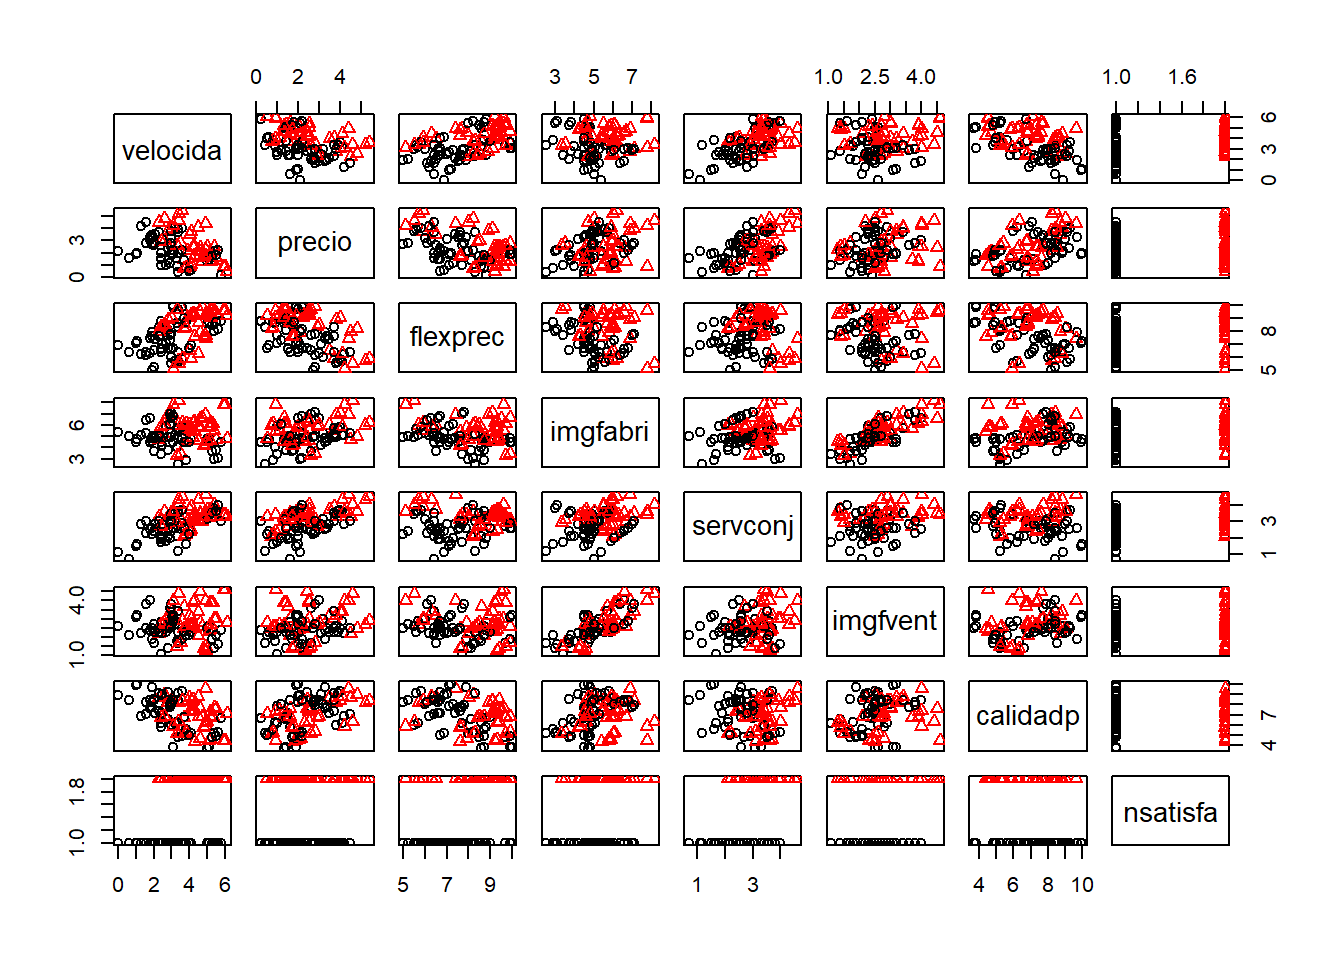 0 2 4 3 5 7 1.0 2.5 4.0 1.0 1.6
velocida 0 3 6
0 3 precio
flexprec 5 8
3 6 imgfabri
servconj 1 3
1.0 4.0 imgfvent
calidadp 4 7
1.0 1.8 nsatisfa
0 2 4 6 5 7 9 1 3 4 6 8 10